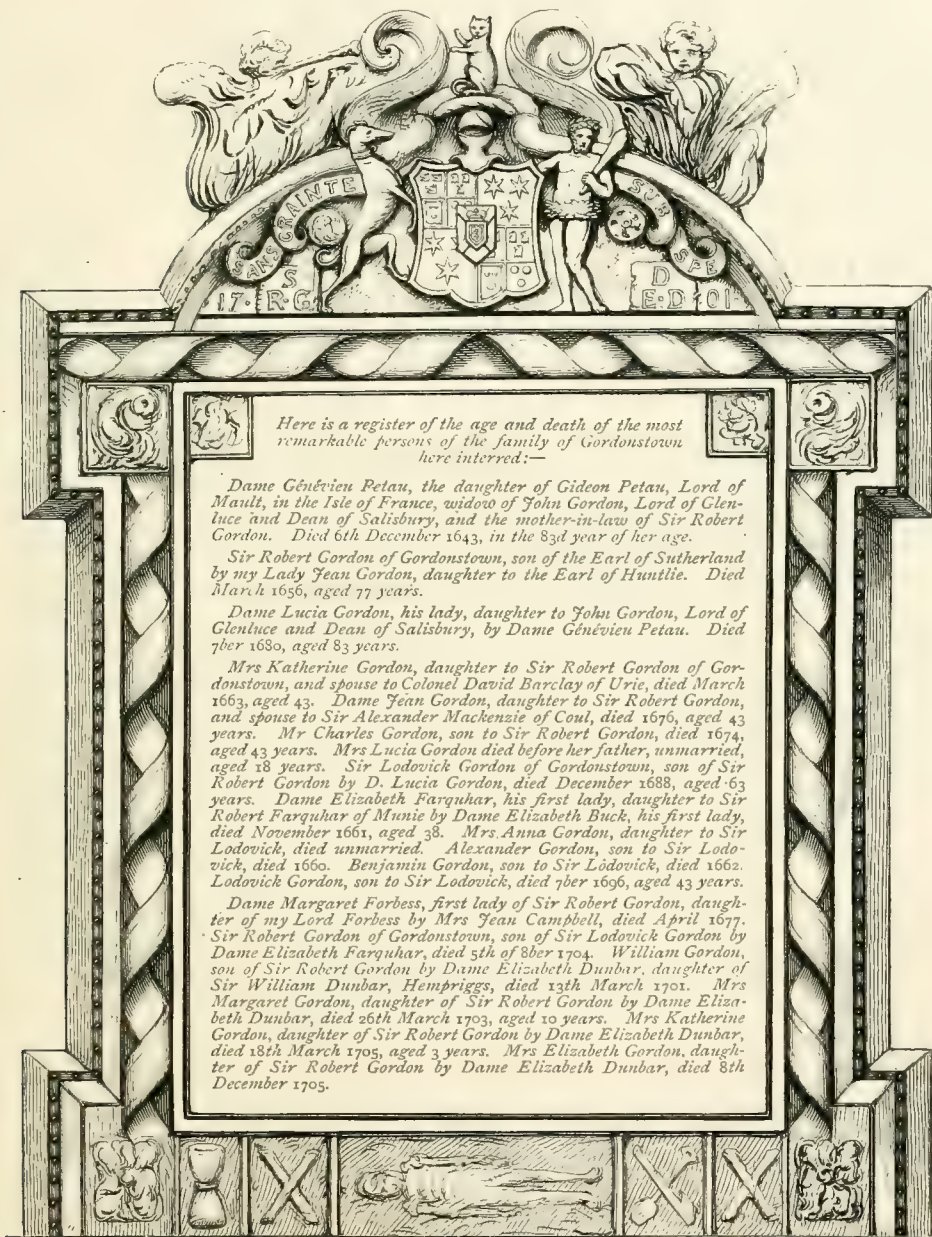 SANS CRAINTE
SUB SPE
S
17· R·G
D
E·D ·01·
Here is a register of the age and death of the most
remarkable persons of the family of Gordonstown
here interred:—
Dame Génévieu Petau, the daughter of Gideon Petau, Lord of
Mault, in the Isle of France, widow of John Gordon, Lord of Glen-
luce and Dean of Salisbury, and the mother-in-law of Sir Robert
Gordon. Died 6th December 1643, in the 83d year of her age.
Sir Robert Gordon of Gordonstown, son of the Earl of Sutherland
by my Lady Jean Gordon, daughter to the Earl of Huntlie. Died
March 1656, aged 77 years.
Dame Lucia Gordon, his lady, daughter to John Gordon, Lord of
Glenluce and Dean of Salisbury, by Dame Génévieu Petau. Died
7ber 1680, aged 83 years.
Mrs Katherine Gordon, daughter to Sir Robert Gordon of Gor-
donstown, and spouse to Colonel David Barclay of Urie, died March
1663, aged 43. Dame Jean Gordon, daughter to Sir Robert Gordon,
and spouse to Sir Alexander Mackenzie of Coul, died 1676, aged 43
years. Mr Charles Gordon, son to Sir Robert Gordon, died 1674,
aged 43 years. Mrs Lucia Gordon died before her father, unmarried,
aged 18 years. Sir Lodovick Gordon of Gordonstown, son of Sir
Robert Gordon by D. Lucia Gordon, died December 1688, aged 63
years. Dame Elizabeth Farquhar, his first lady, daughter to Sir
Robert Farquhar of Munie by Dame Elizabeth Buck, his first lady,
died November 1661, aged 38. Mrs Anna Gordon, daughter to Sir
Lodovick, died unmarried. Alexander Gordon, son to Sir Lodo-
vick, died 1660. Benjamin Gordon, son to Sir Lodovick, died 1662.
Lodovick Gordon, son to Sir Lodovick, died 7ber 1696, aged 43 years.
Dame Margaret Forbess, first lady of Sir Robert Gordon, daugh-
ter of my Lord Forbess by Mrs Jean Campbell, died April 1677.
Sir Robert Gordon of Gordonstown, son of Sir Lodovick Gordon by
Dame Elizabeth Farquhar, died 5th of 8ber 1704. William Gordon,
son of Sir Robert Gordon by Dame Elizabeth Dunbar, daughter of
Sir William Dunbar, Hempriggs, died 13th March 1701. Mrs
Margaret Gordon, daughter of Sir Robert Gordon by Dame Eliza-
beth Dunbar, died 26th March 1703, aged 10 years. Mrs Katherine
Gordon, daughter of Sir Robert Gordon by Dame Elizabeth Dunbar,
died 18th March 1705, aged 3 years. Mrs Elizabeth Gordon, daugh-
ter of Sir Robert Gordon by Dame Elizabeth Dunbar, died 8th
December 1705.